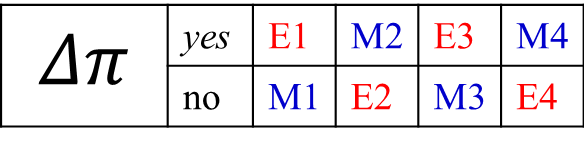 Δπ
yes E1 M2 E3 M4
no M1 E2 M3 E4